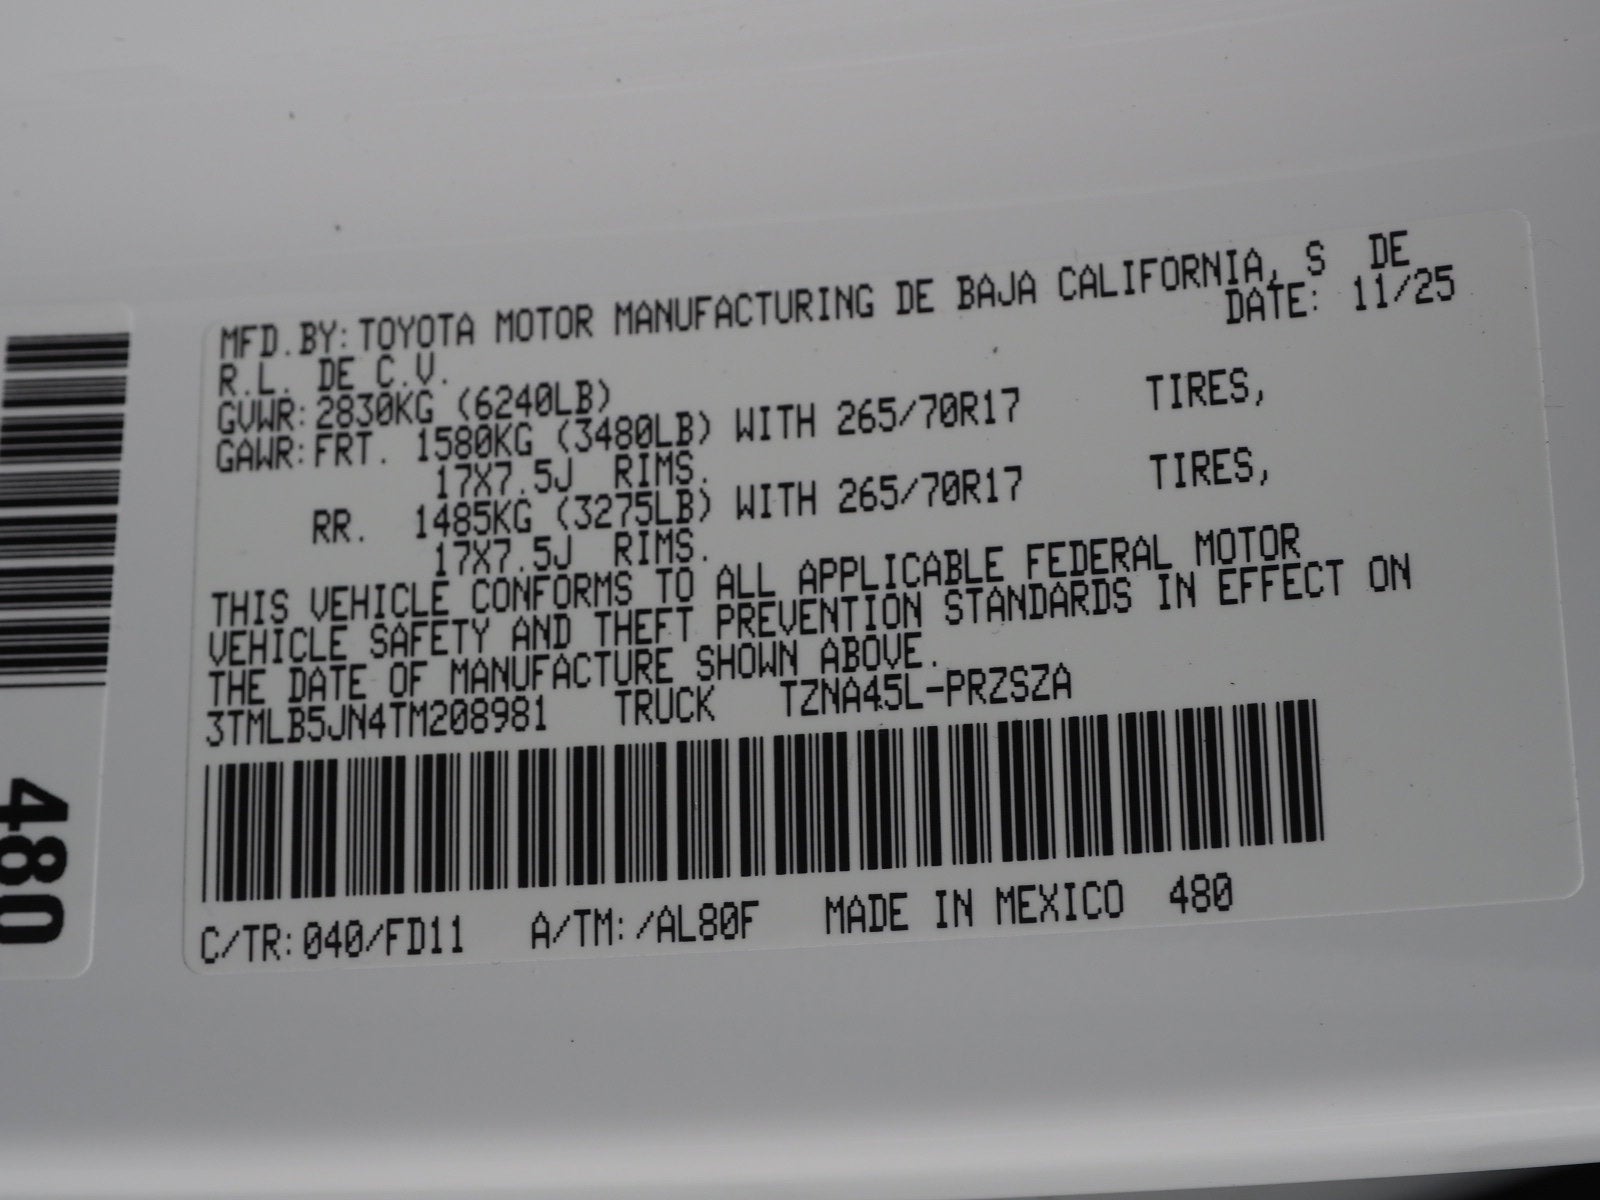 MFD.BY:TOYOTA MOTOR MANUFACTURING DE BAJA CALIFORNIA, S DE
R.L. DE C.V. DATE: 11/25
GVWR:2830KG (6240LB)
GAWR:FRT. 1580KG (3480LB) WITH 265/70R17 TIRES,
17X7.5J RIMS.
RR. 1485KG (3275LB) WITH 265/70R17 TIRES,
17X7.5J RIMS.
THIS VEHICLE CONFORMS TO ALL APPLICABLE FEDERAL MOTOR
VEHICLE SAFETY AND THEFT PREVENTION STANDARDS IN EFFECT ON
THE DATE OF MANUFACTURE SHOWN ABOVE.
3TMLB5JN4TM208981 TRUCK TZNA45L-PRZSZA
C/TR:040/FD11 A/TM:/AL80F MADE IN MEXICO 480
480